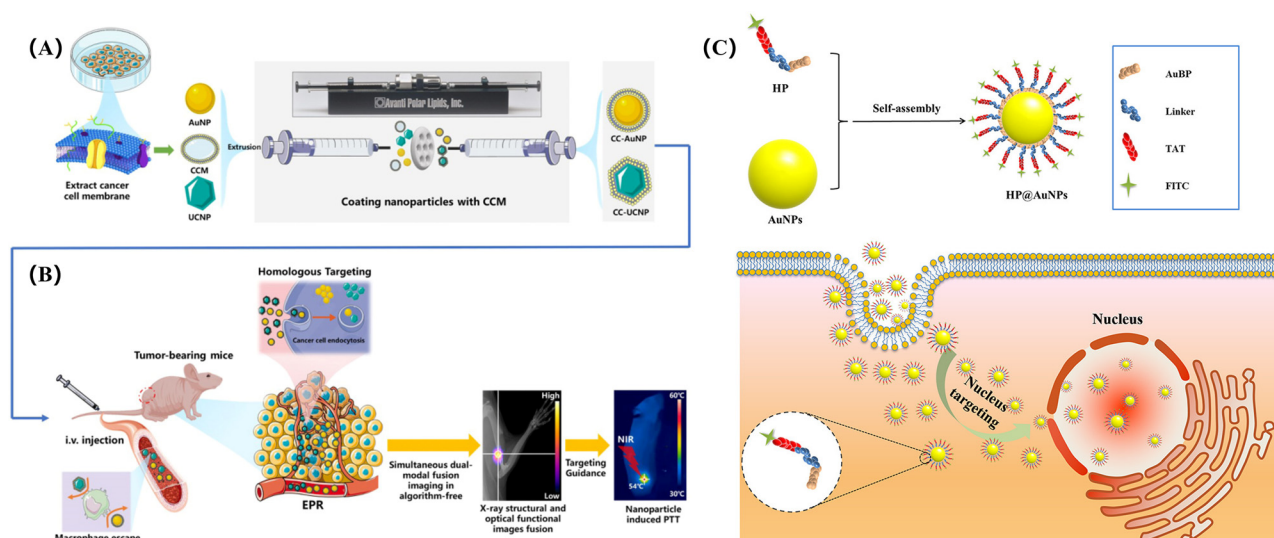 (A)
AuNP
CCM
UCNP
Extract cancer
cell membrane
Extrusion
Avanti Polar Lipids, Inc.
Coating nanoparticles with CCM
CC-AuNP
CC-UCNP
(B)
Homologous Targeting
Cancer cell endocytosis
Tumor-bearing mice
i.v. injection
Macrophage escape
EPR
Simultaneous dual-
modal fusion
imaging in
algorithm-free
High
Low
X-ray structural and
optical functional
images fusion
Targeting
Guidance
60°C
NIR
54°C
30°C
Nanoparticle
induced PTT
(C)
HP
AuNPs
Self-assembly
HP@AuNPs
AuBP
Linker
TAT
FITC
Nucleus
Nucleus
targeting